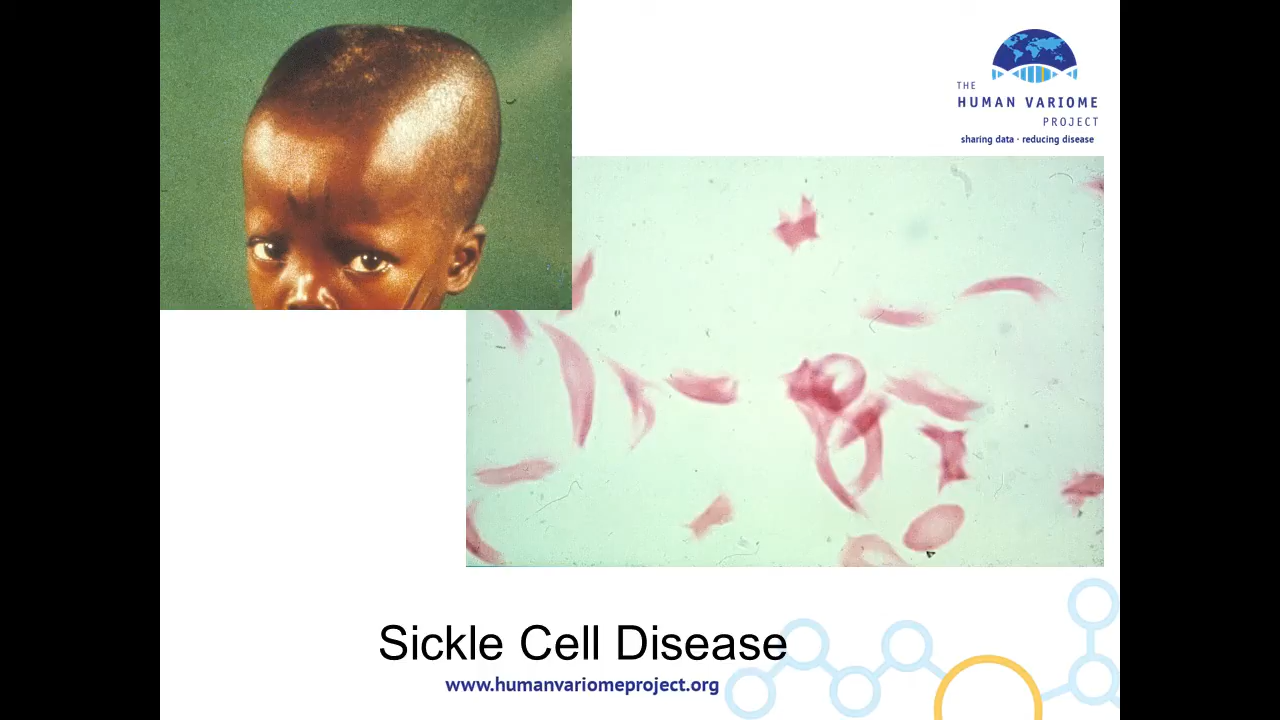 THE
HUMAN VARIOME
PROJECT
sharing data · reducing disease
Sickle Cell Disease
www.humanvariomeproject.org